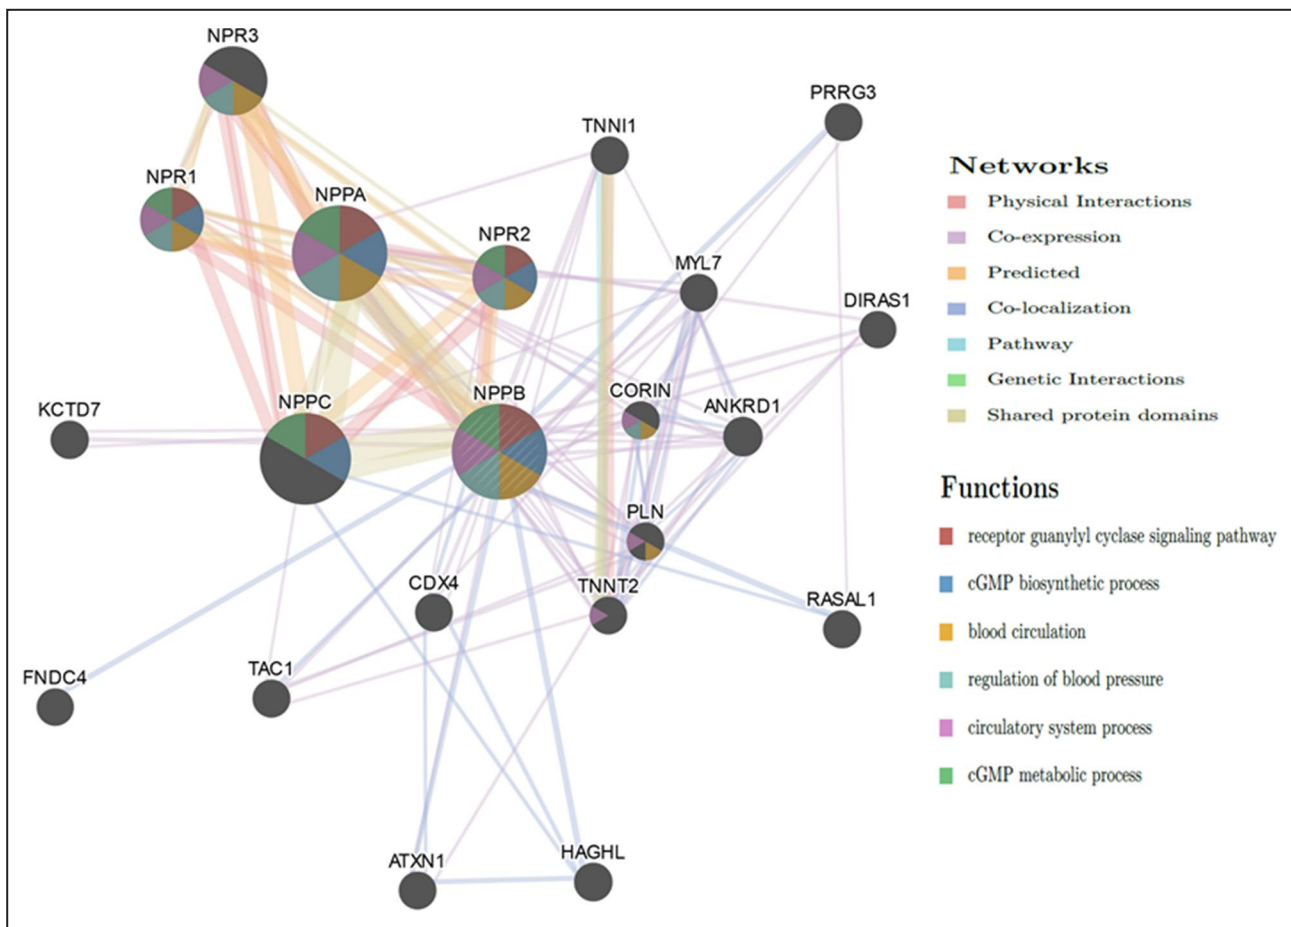 NPR3
PRRG3
TNNI1
NPR1
NPPA
NPR2
MYL7
DIRAS1
KCTD7
NPPC
NPPB
CORIN
ANKRD1
PLN
CDX4
TNNT2
RASAL1
FNDC4
TAC1
ATXN1
HAGHL
Networks
Physical Interactions
Co-expression
Predicted
Co-localization
Pathway
Genetic Interactions
Shared protein domains
Functions
receptor guanylyl cyclase signaling pathway
cGMP biosynthetic process
blood circulation
regulation of blood pressure
circulatory system process
cGMP metabolic process